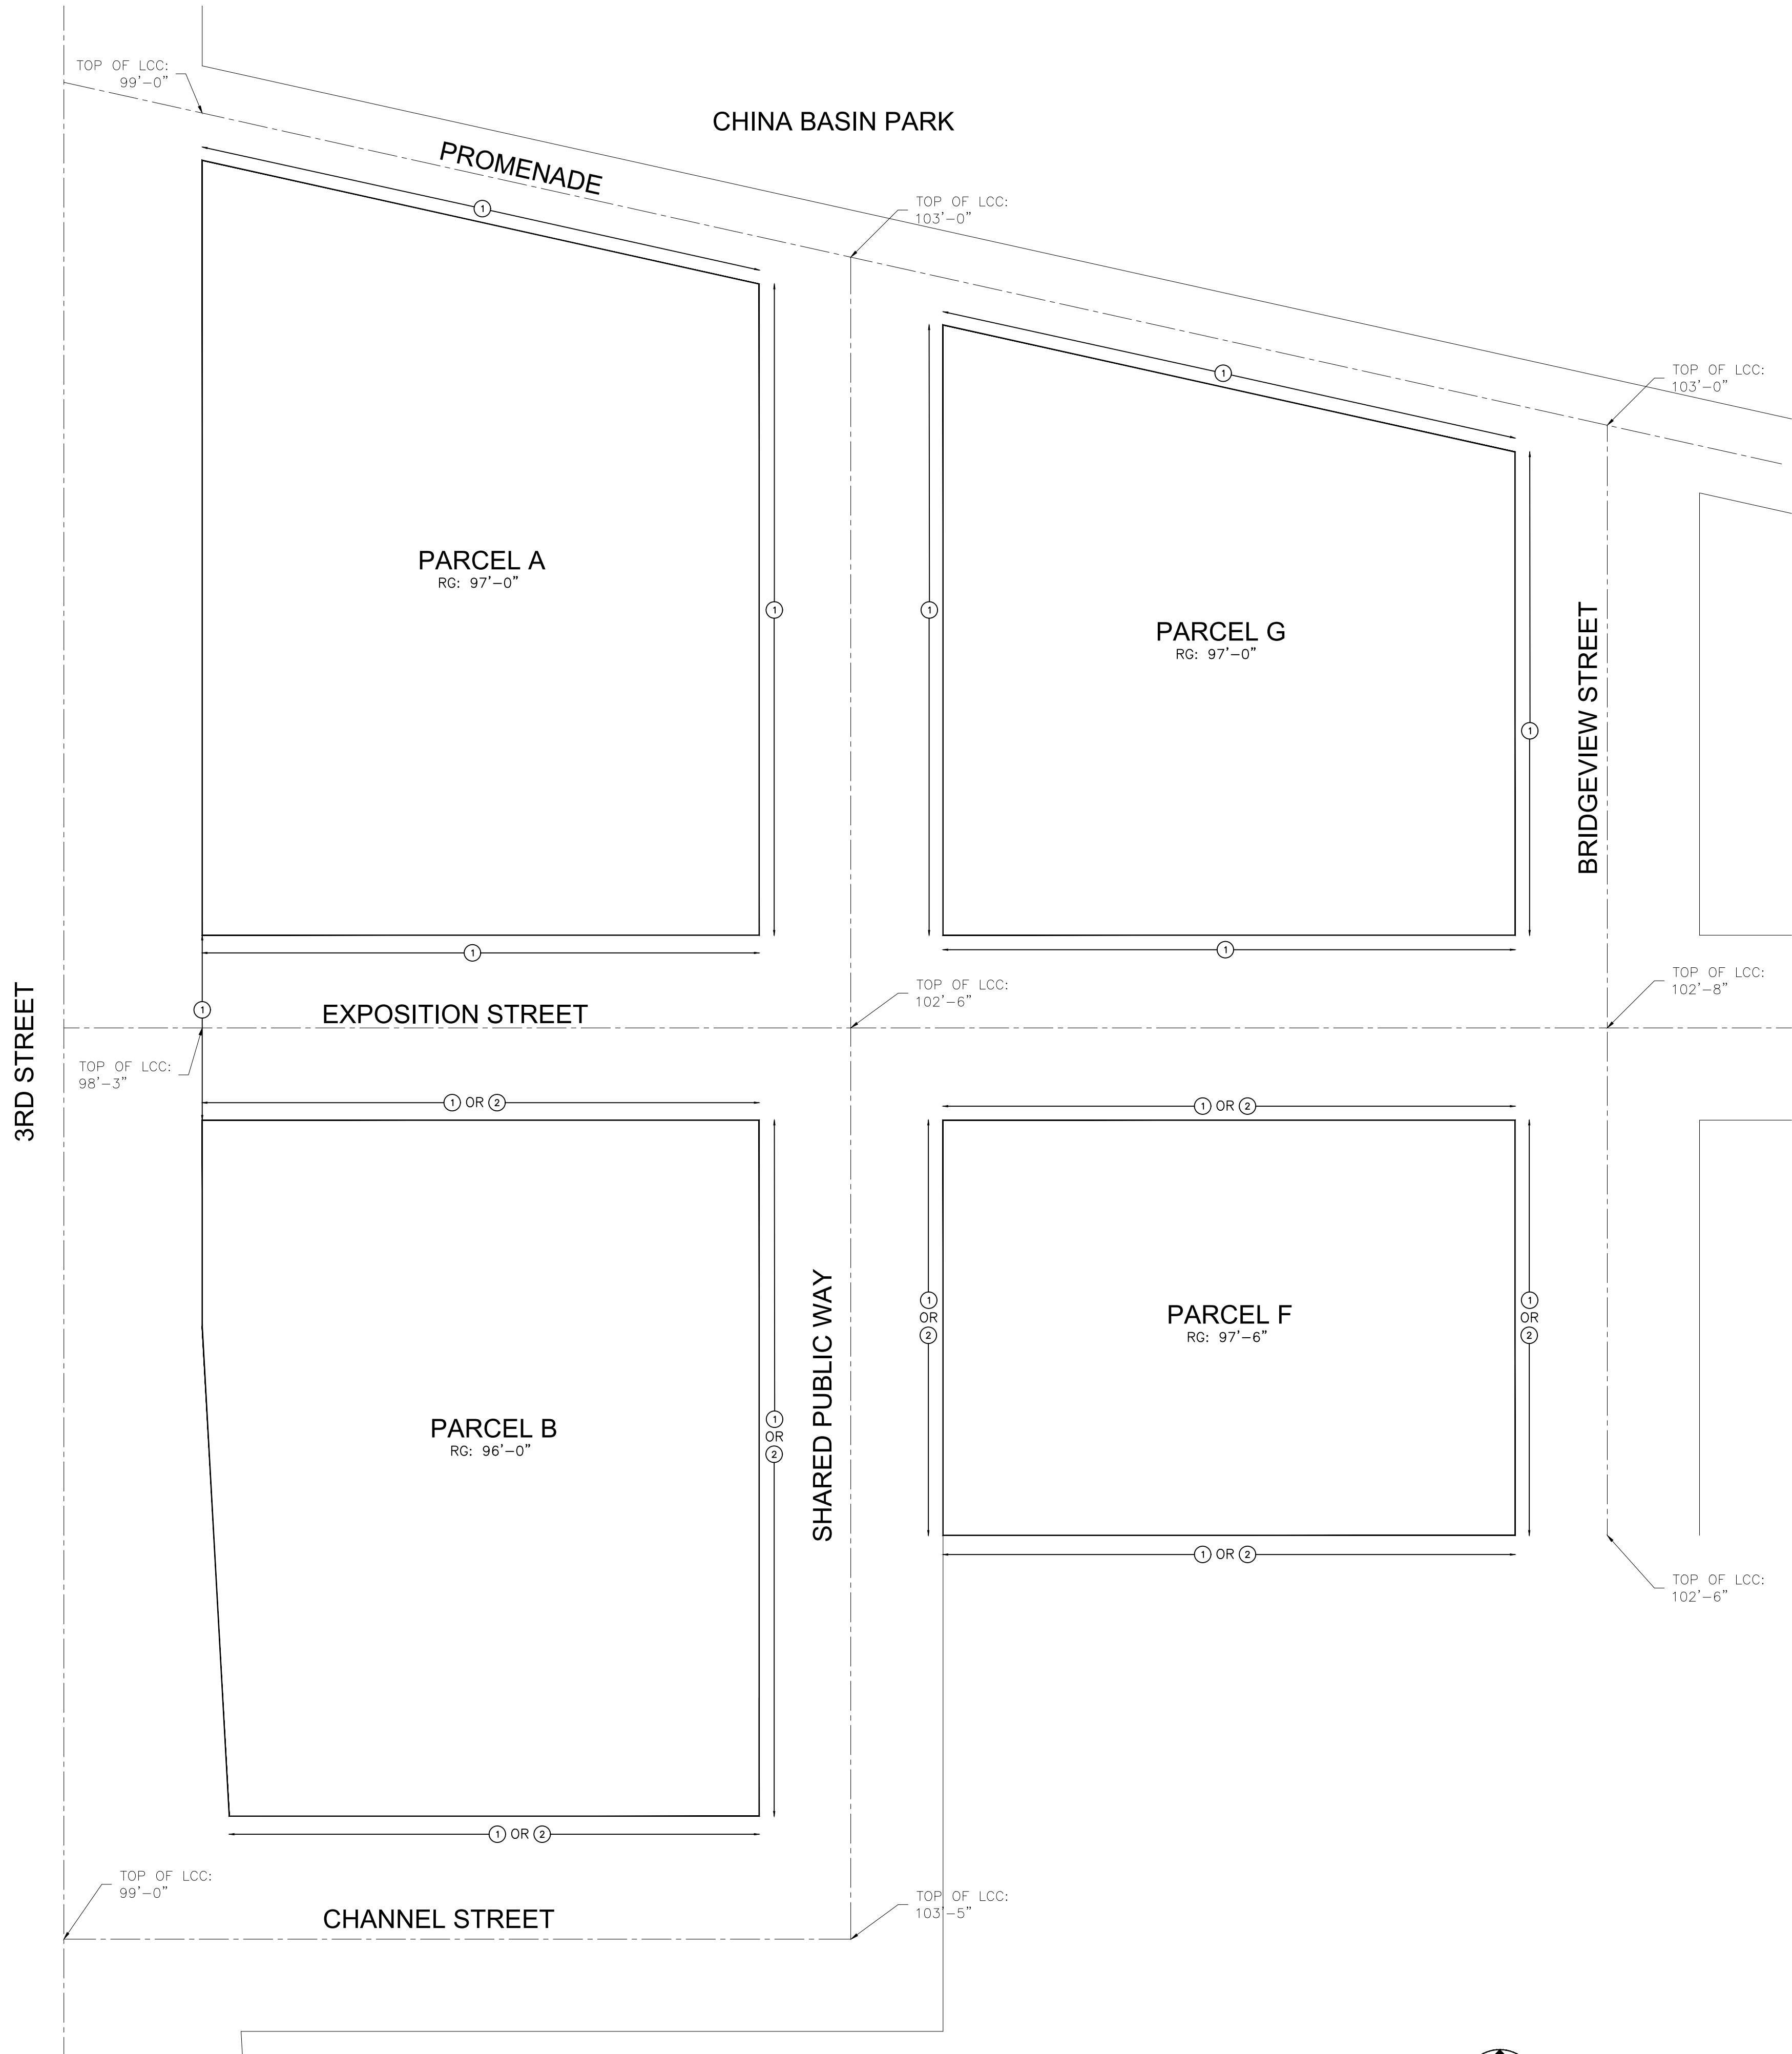 TOP OF LCC:
99'-0"
CHINA BASIN PARK
PROMENADE
1
TOP OF LCC:
103'-0"
1
TOP OF LCC:
103'-0"
PARCEL A
RG: 97'-0"
1
1
PARCEL G
RG: 97'-0"
1
BRIDGEVIEW STREET
1
1
3RD STREET
1
EXPOSITION STREET
TOP OF LCC:
102'-6"
TOP OF LCC:
102'-8"
TOP OF LCC:
98'-3"
1 OR 2
1 OR 2
PARCEL B
RG: 96'-0"
1
OR
2
SHARED PUBLIC WAY
1
OR
2
PARCEL F
RG: 97'-6"
1
OR
2
1 OR 2
TOP OF LCC:
102'-6"
1 OR 2
TOP OF LCC:
99'-0"
CHANNEL STREET
TOP OF LCC:
103'-5"